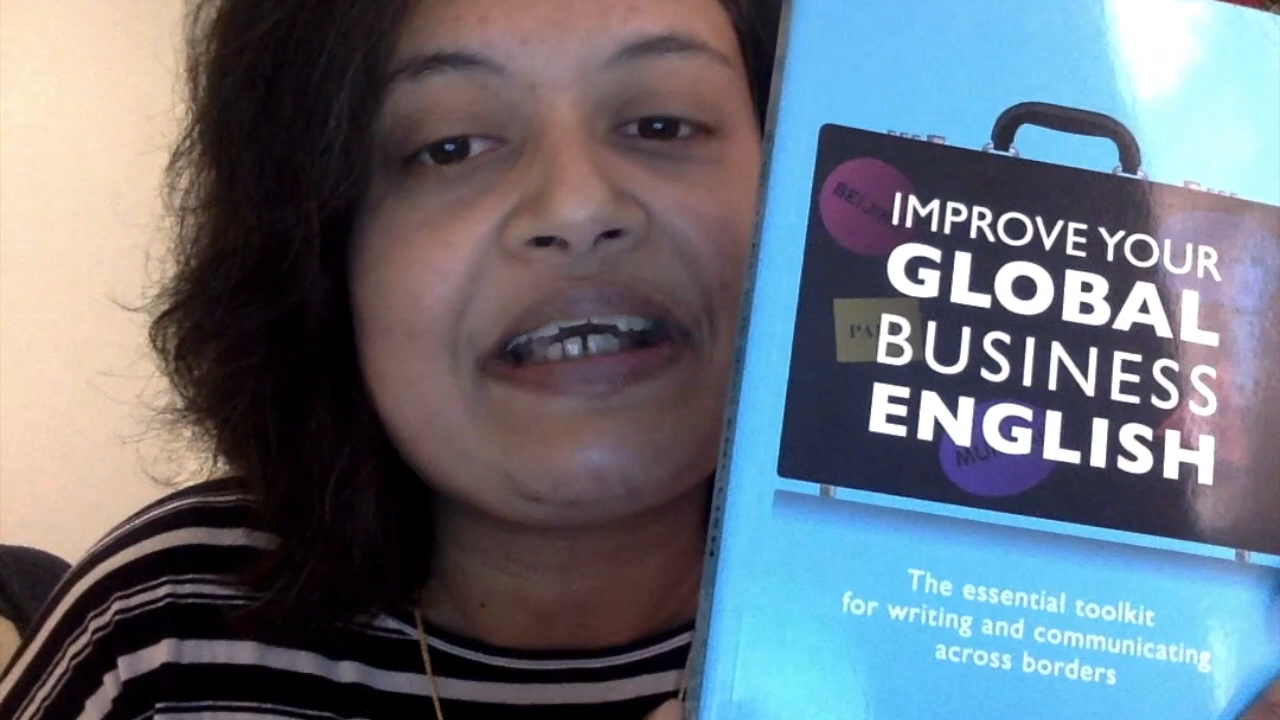 IMPROVE YOUR
GLOBAL
BUSINESS
ENGLISH
The essential toolkit
for writing and communicating
across borders